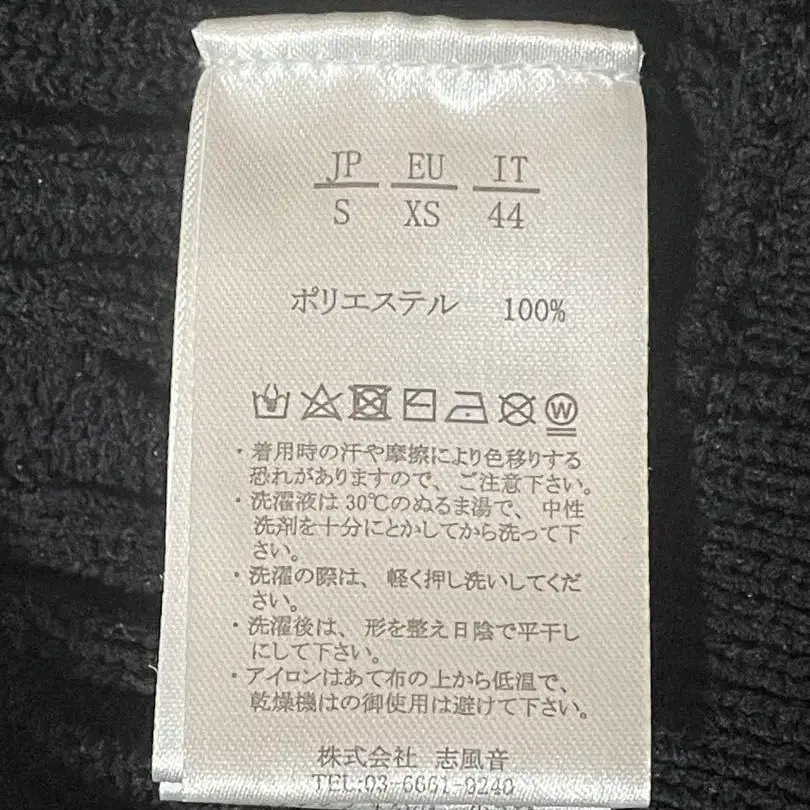 JP EU IT
S XS 44
ポリエステル 100%
W
・着用時の汗や摩擦により色移りする
恐れがありますので、ご注意下さい。
・洗濯液は30℃のぬるま湯で、中性
洗剤を十分にとかしてから洗って下
さい。
・洗濯の際は、軽く押し洗いしてくだ
さい。
・洗濯後は、形を整え日陰で平干し
にして下さい。
・アイロンはあて布の上から低温で、
乾燥機はの御使用は避けて下さい。
株式会社 志風音
TEL:03-6661-9240